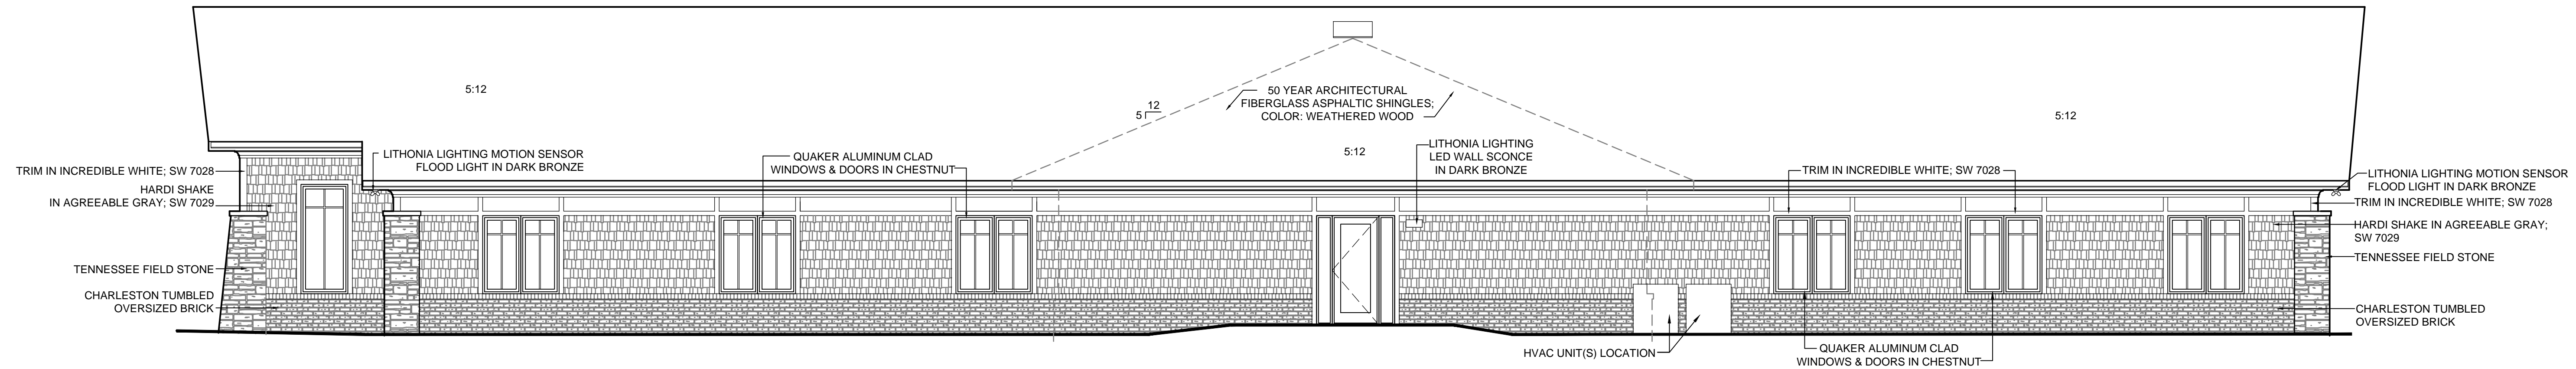 5:12
12
5
50 YEAR ARCHITECTURAL
FIBERGLASS ASPHALTIC SHINGLES;
COLOR: WEATHERED WOOD
5:12
5:12
LITHONIA LIGHTING MOTION SENSOR
FLOOD LIGHT IN DARK BRONZE
QUAKER ALUMINUM CLAD
WINDOWS & DOORS IN CHESTNUT
LITHONIA LIGHTING
LED WALL SCONCE
IN DARK BRONZE
TRIM IN INCREDIBLE WHITE; SW 7028
LITHONIA LIGHTING MOTION SENSOR
FLOOD LIGHT IN DARK BRONZE
TRIM IN INCREDIBLE WHITE; SW 7028
HARDI SHAKE
IN AGREEABLE GRAY; SW 7029
TRIM IN INCREDIBLE WHITE; SW 7028
HARDI SHAKE IN AGREEABLE GRAY;
SW 7029
TENNESSEE FIELD STONE
TENNESSEE FIELD STONE
CHARLESTON TUMBLED
OVERSIZED BRICK
CHARLESTON TUMBLED
OVERSIZED BRICK
HVAC UNIT(S) LOCATION
QUAKER ALUMINUM CLAD
WINDOWS & DOORS IN CHESTNUT